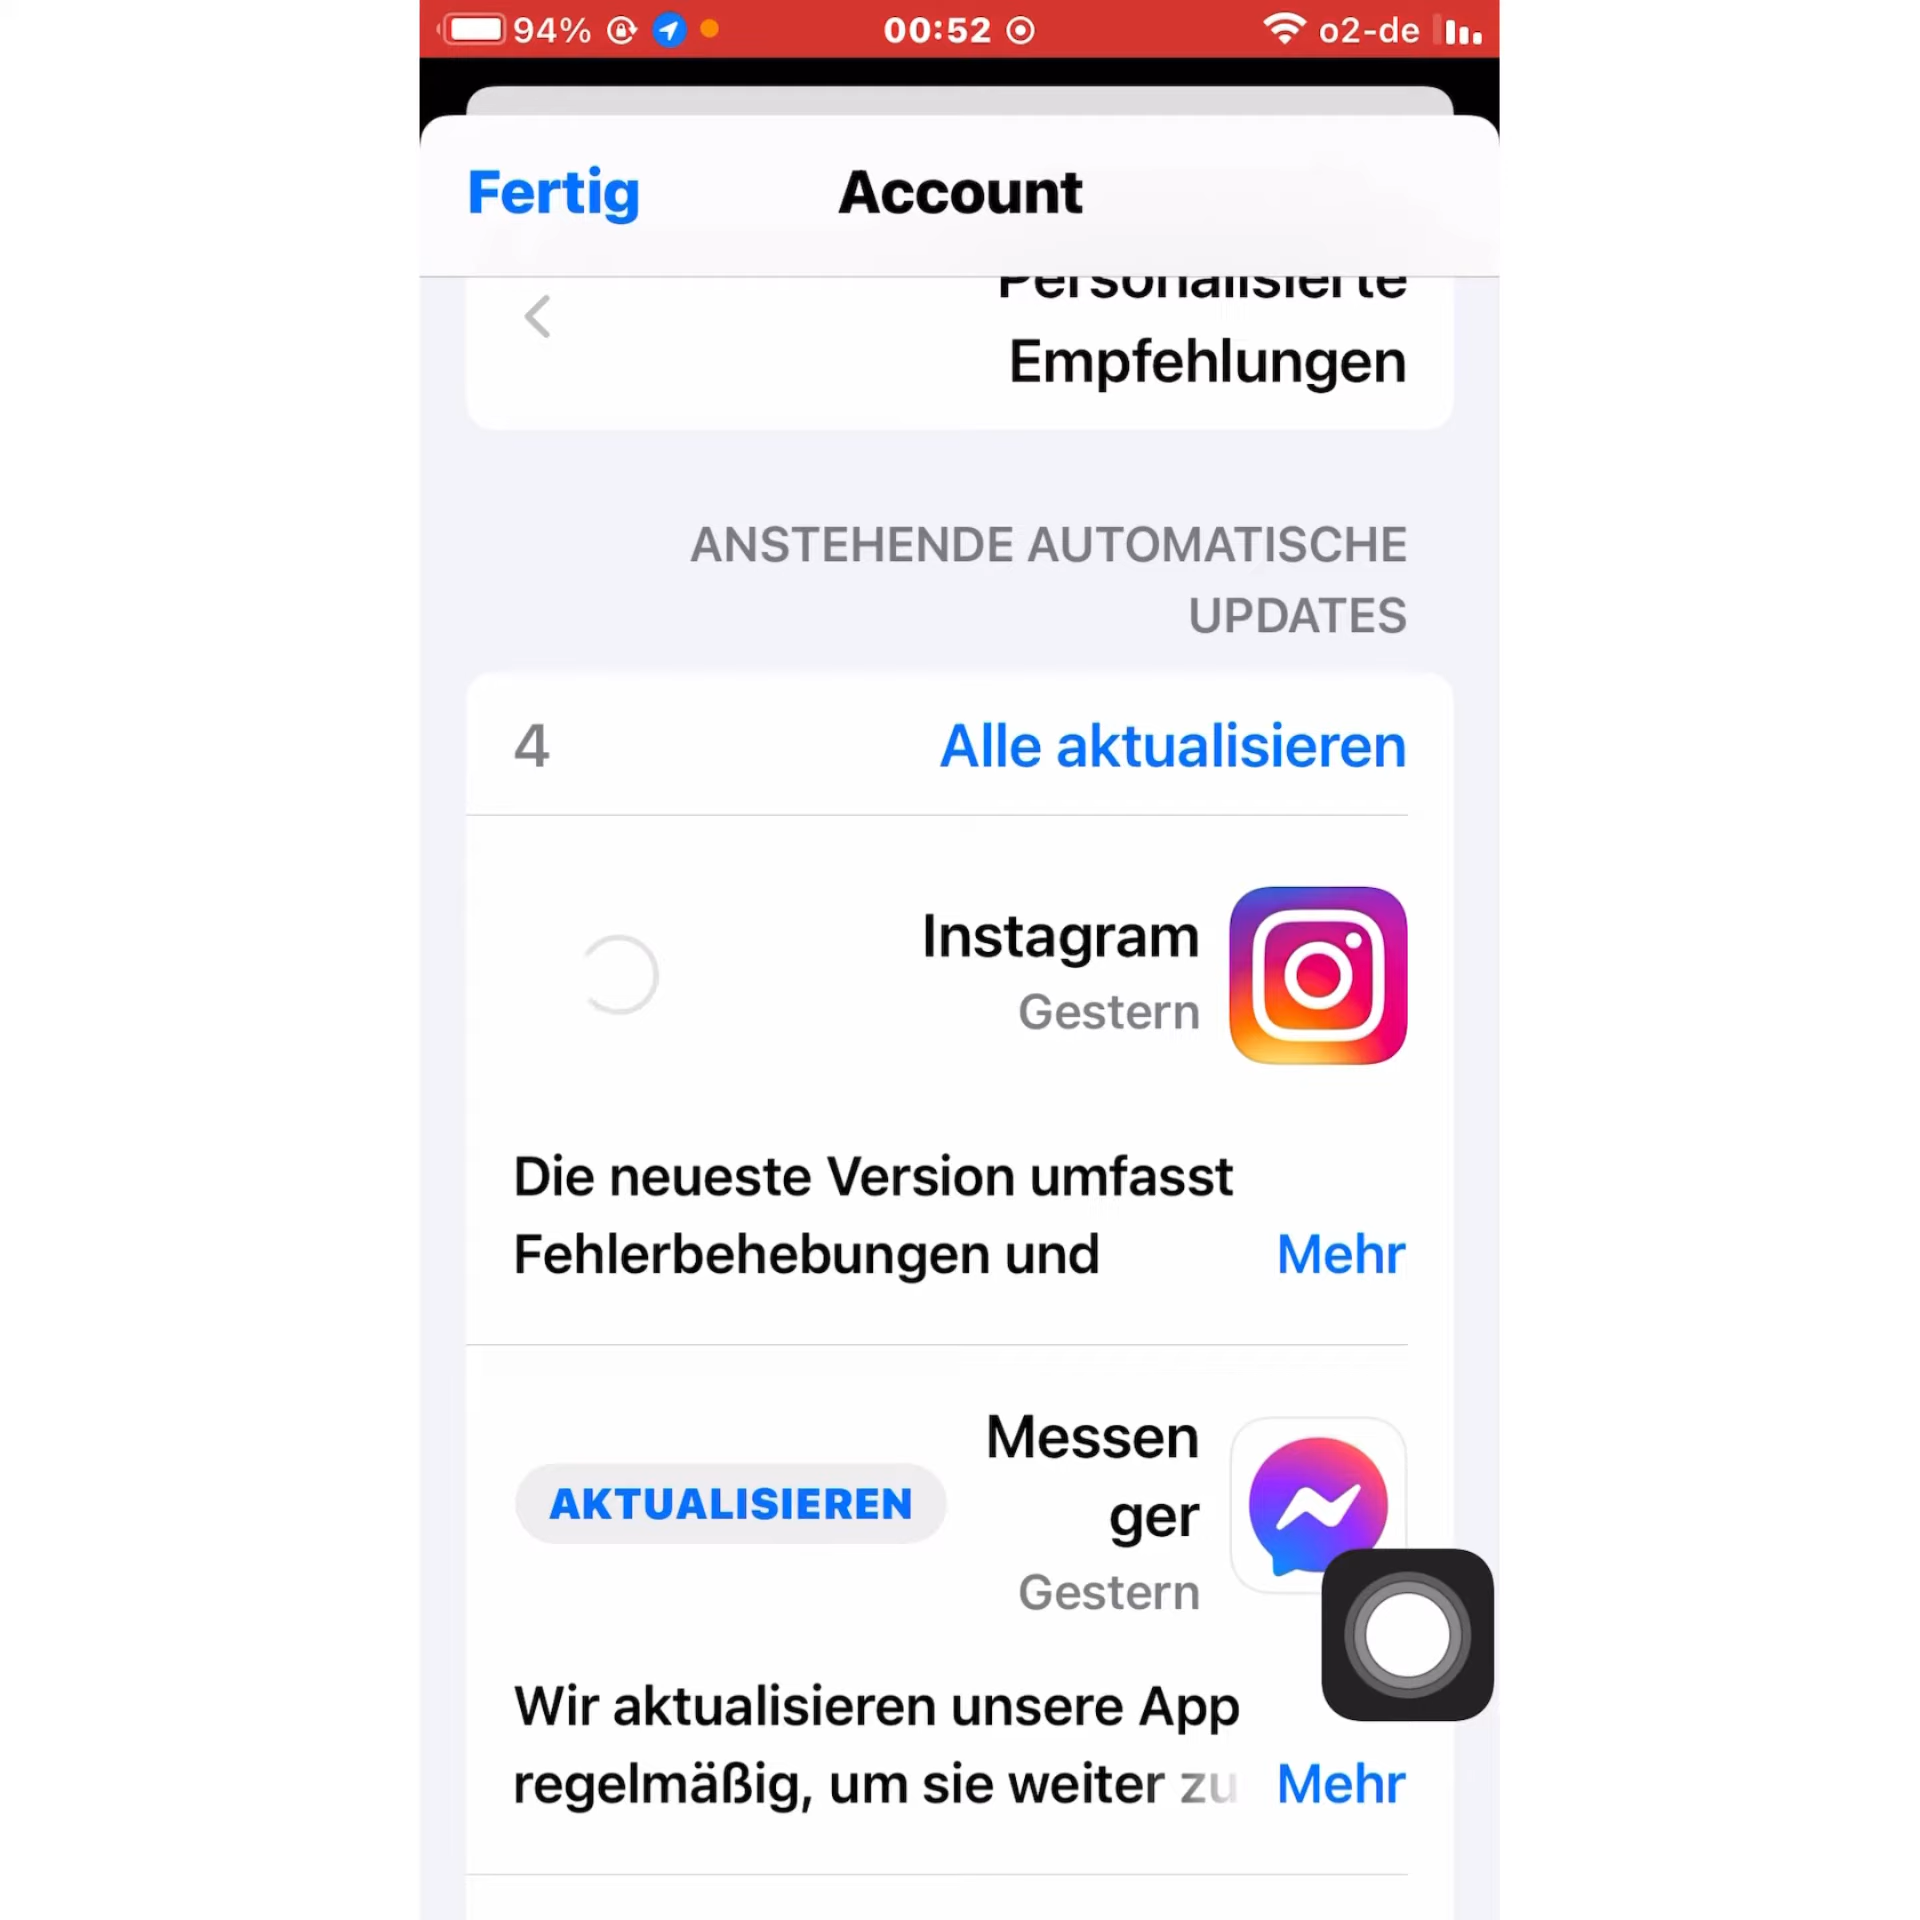 94%
00:52
o2-de
Fertig
Account
Personalisierte
Empfehlungen
ANSTEHENDE AUTOMATISCHE
UPDATES
4
Alle aktualisieren
Instagram
Gestern
Die neueste Version umfasst
Fehlerbehebungen und
Mehr
Messen
ger
AKTUALISIEREN
Gestern
Wir aktualisieren unsere App
regelmäßig, um sie weiter zu
Mehr